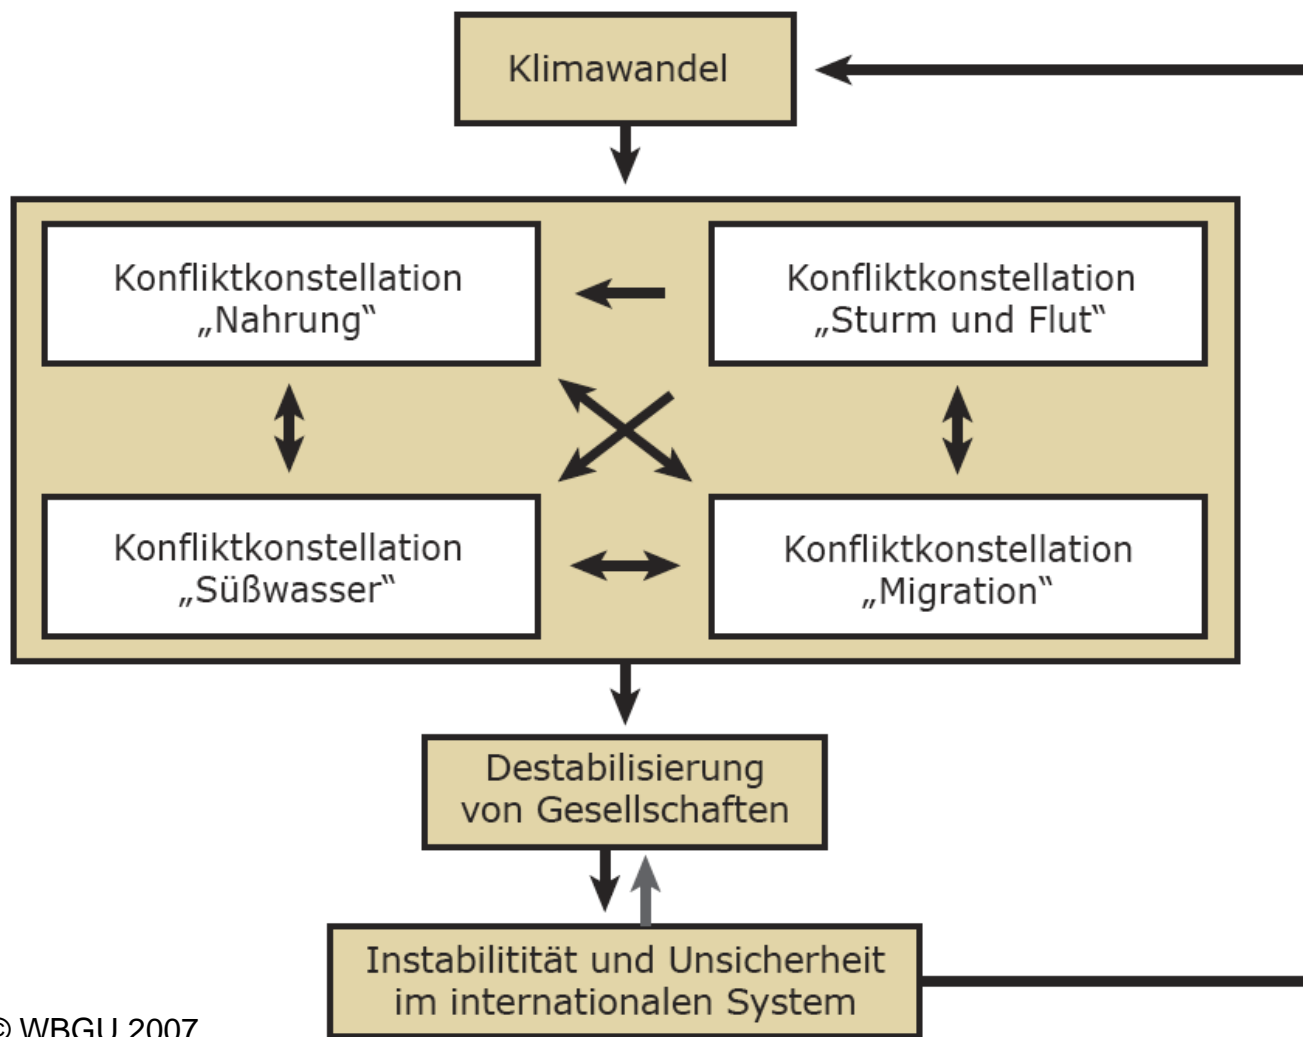 Klimawandel
Konfliktkonstellation
„Nahrung“
Konfliktkonstellation
„Sturm und Flut“
Konfliktkonstellation
„Süßwasser“
Konfliktkonstellation
„Migration“
Destabilisierung
von Gesellschaften
Instabilitität und Unsicherheit
im internationalen System
© WBGU 2007